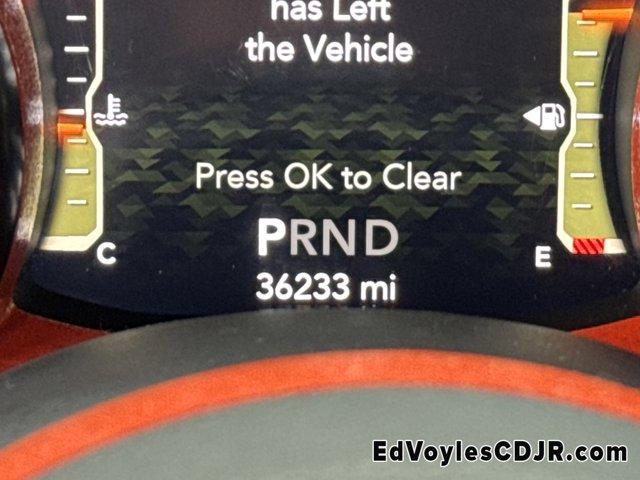 has Left
the Vehicle
Press OK to Clear
PRND
C
E
36233 mi
EdVoylesCDJR.com